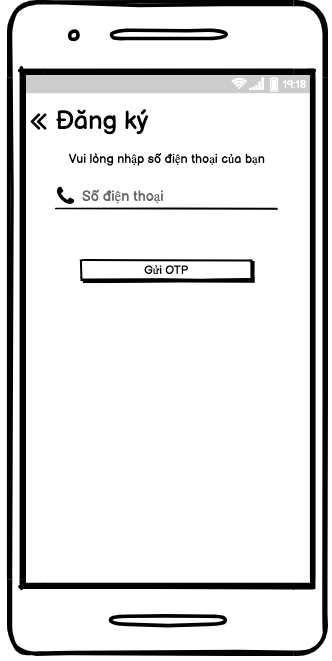 19:18
Đăng ký
Vui lòng nhập số điện thoại của bạn
Số điện thoại
Gửi OTP